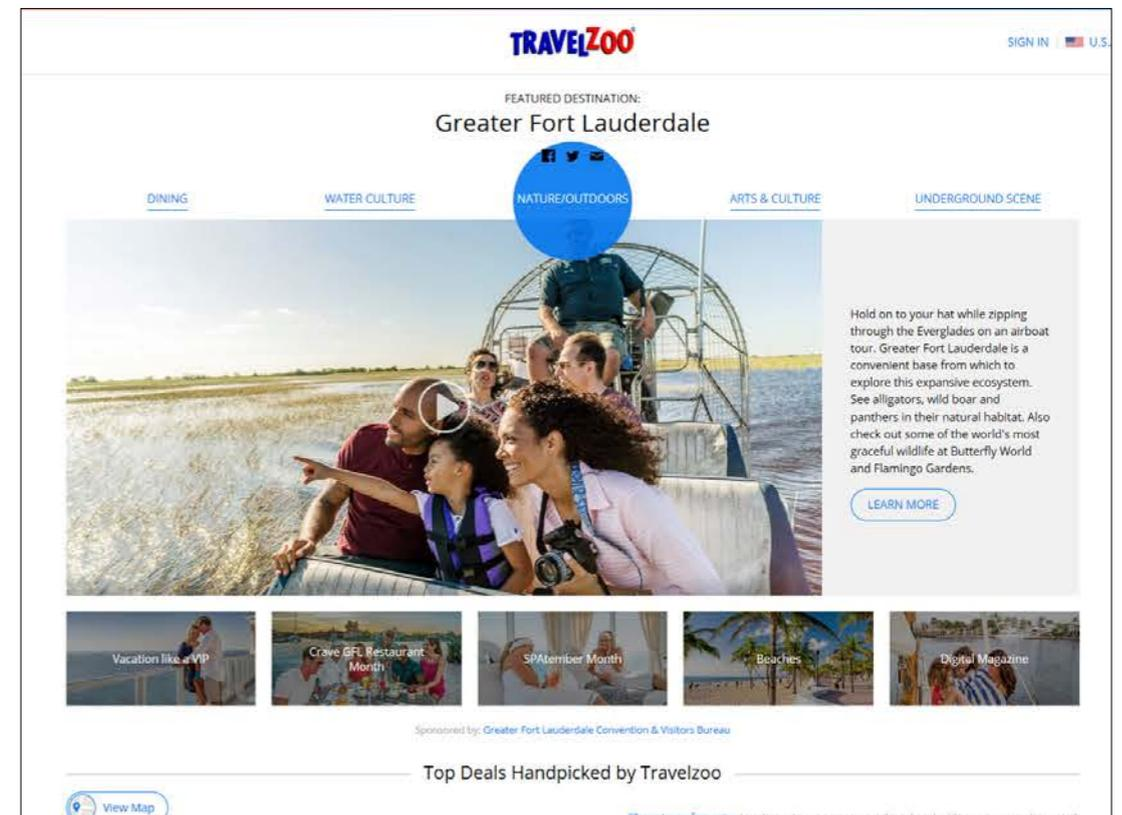 TRAVELZOO
SIGN IN
U.S.
FEATURED DESTINATION:
Greater Fort Lauderdale
DINING
WATER CULTURE
NATURE/OUTDOORS
ARTS & CULTURE
UNDERGROUND SCENE
Hold on to your hat while zipping
through the Everglades on an airboat
tour. Greater Fort Lauderdale is a
convenient base from which to
explore this expansive ecosystem.
See alligators, wild boar and
panthers in their natural habitat. Also
check out some of the world's most
graceful wildlife at Butterfly World
and Flamingo Gardens.
LEARN MORE
Vacation like a VIP
Crave GFL Restaurant
Month
SPAtember Month
Beaches
Digital Magazine
Sponsored by: Greater Fort Lauderdale Convention & Visitors Bureau
Top Deals Handpicked by Travelzoo
View Map